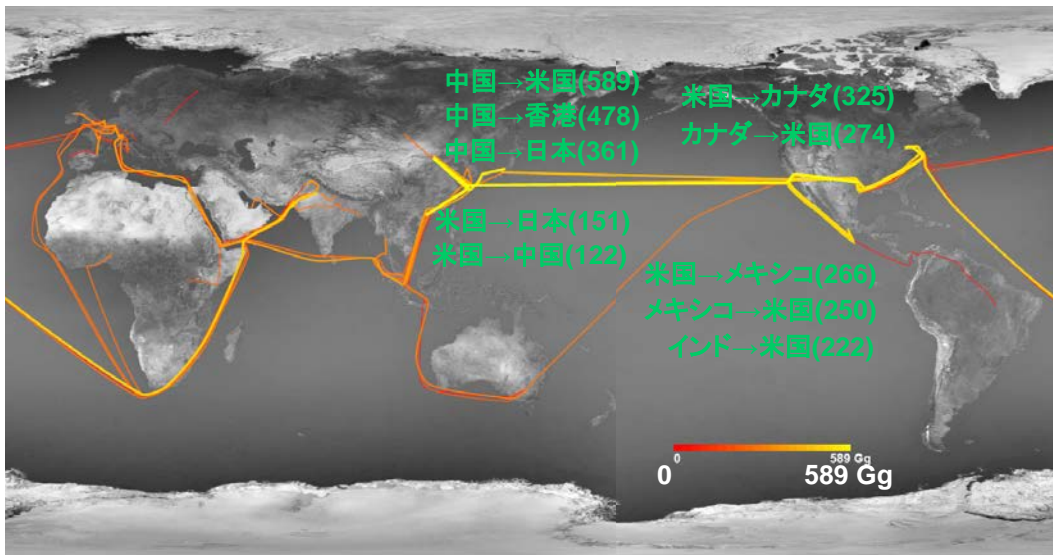 中国→米国(589)
中国→香港(478)
中国→日本(361)
米国→カナダ(325)
カナダ→米国(274)
米国→日本(151)
米国→中国(122)
米国→メキシコ(266)
メキシコ→米国(250)
インド→米国(222)
0
589 Gg
0
589 Gg